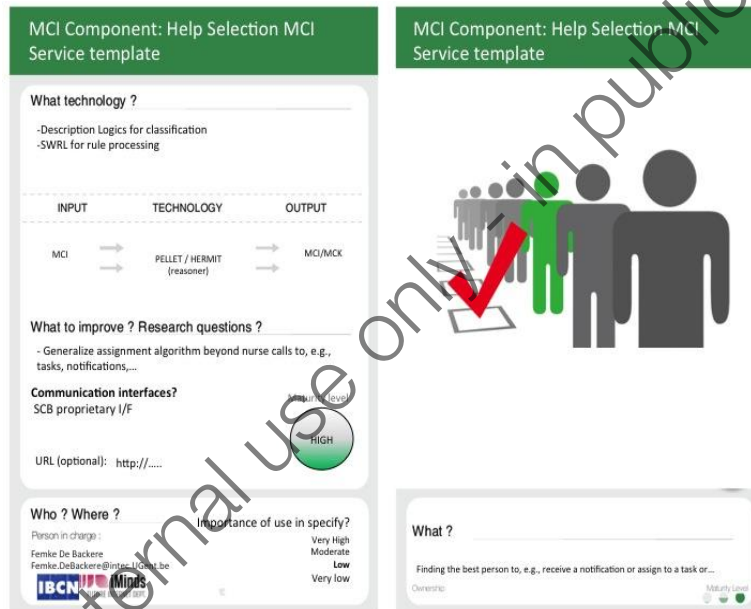 MCI Component: Help Selection MCI
Service template
What technology ?
-Description Logics for classification
-SWRL for rule processing
INPUT TECHNOLOGY OUTPUT
MCI PELLET / HERMIT MCI/MCK
(reasoner)
What to improve ? Research questions ?
- Generalize assignment algorithm beyond nurse calls to, e.g.,
tasks, notifications,...
Communication interfaces?
SCB proprietary I/F
Maturity level
HIGH
URL (optional): http://.....
Who ? Where ?
Person in charge :
Femke De Backere
Femke.DeBackere@intec.UGent.be
IBCN iMinds
FUTURE INTERNET DEPT.
Importance of use in specify?
Very High
Moderate
Low
Very low
MCI Component: Help Selection MCI
Service template
What ?
Finding the best person to, e.g., receive a notification or assign to a task or...
Ownership
Maturity Level
ternal use only - in public